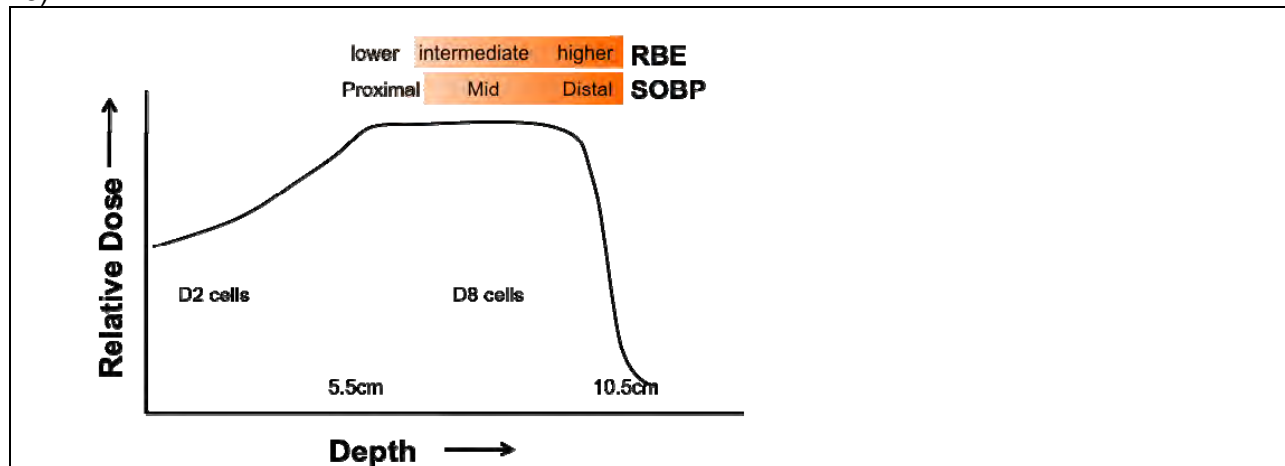 lower intermediate higher RBE
Proximal Mid Distal SOBP
Relative Dose
D2 cells D8 cells
5.5cm 10.5cm
Depth